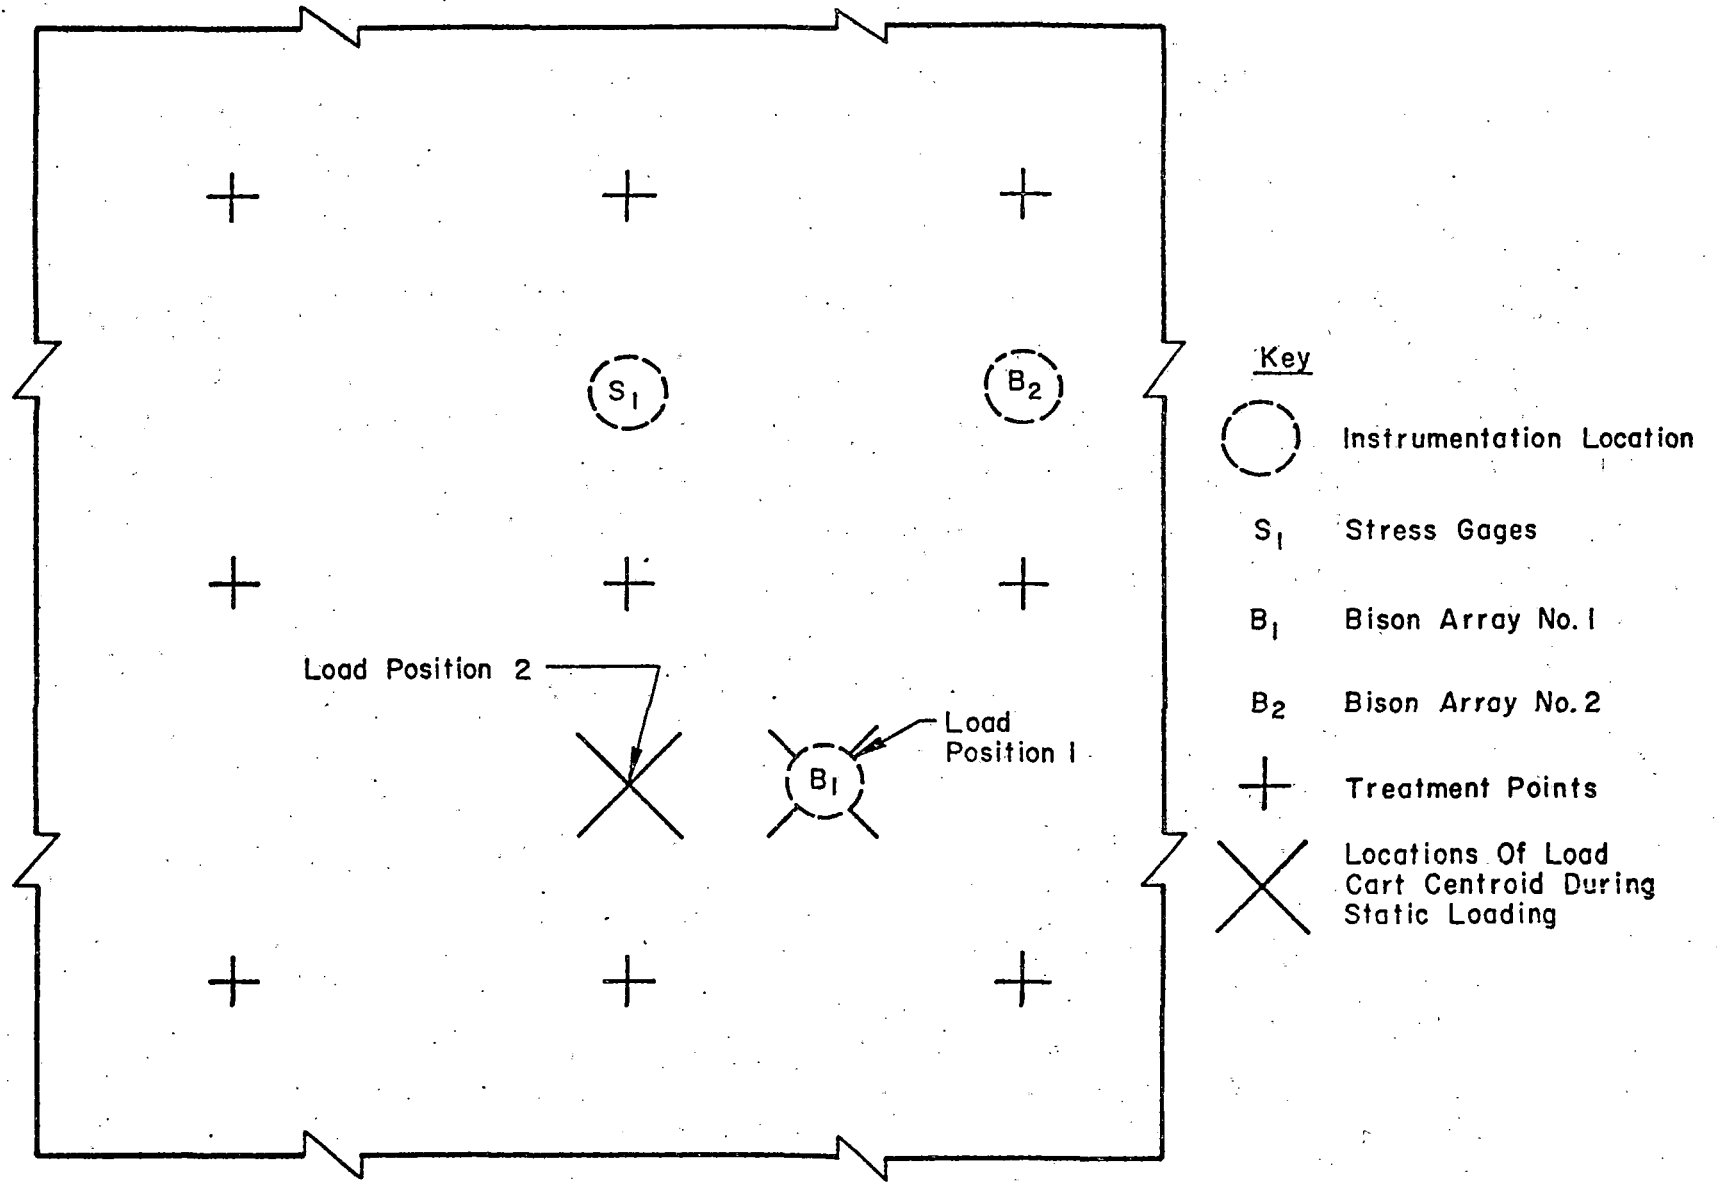 S1
B2
Load Position 2
Load
Position 1
B1
Key
Instrumentation Location
S1 Stress Gages
B1 Bison Array No. 1
B2 Bison Array No. 2
Treatment Points
Locations Of Load
Cart Centroid During
Static Loading